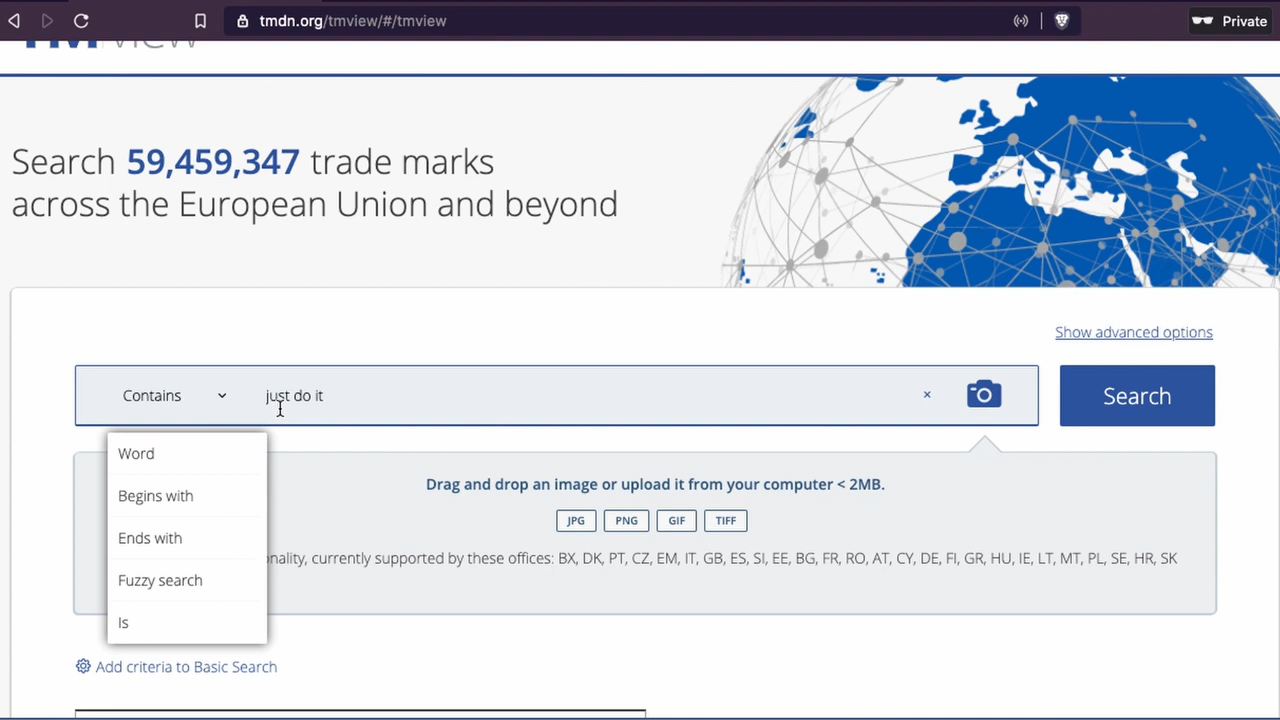 tmdn.org/tmview/#/tmview
Private
TMview
Search 59,459,347 trade marks
across the European Union and beyond
Show advanced options
Contains just do it × Search
Word
Begins with
Ends with
Fuzzy search
Is
Drag and drop an image or upload it from your computer < 2MB.
JPG PNG GIF TIFF
onality, currently supported by these offices: BX, DK, PT, CZ, EM, IT, GB, ES, SI, EE, BG, FR, RO, AT, CY, DE, FI, GR, HU, IE, LT, MT, PL, SE, HR, SK
Add criteria to Basic Search